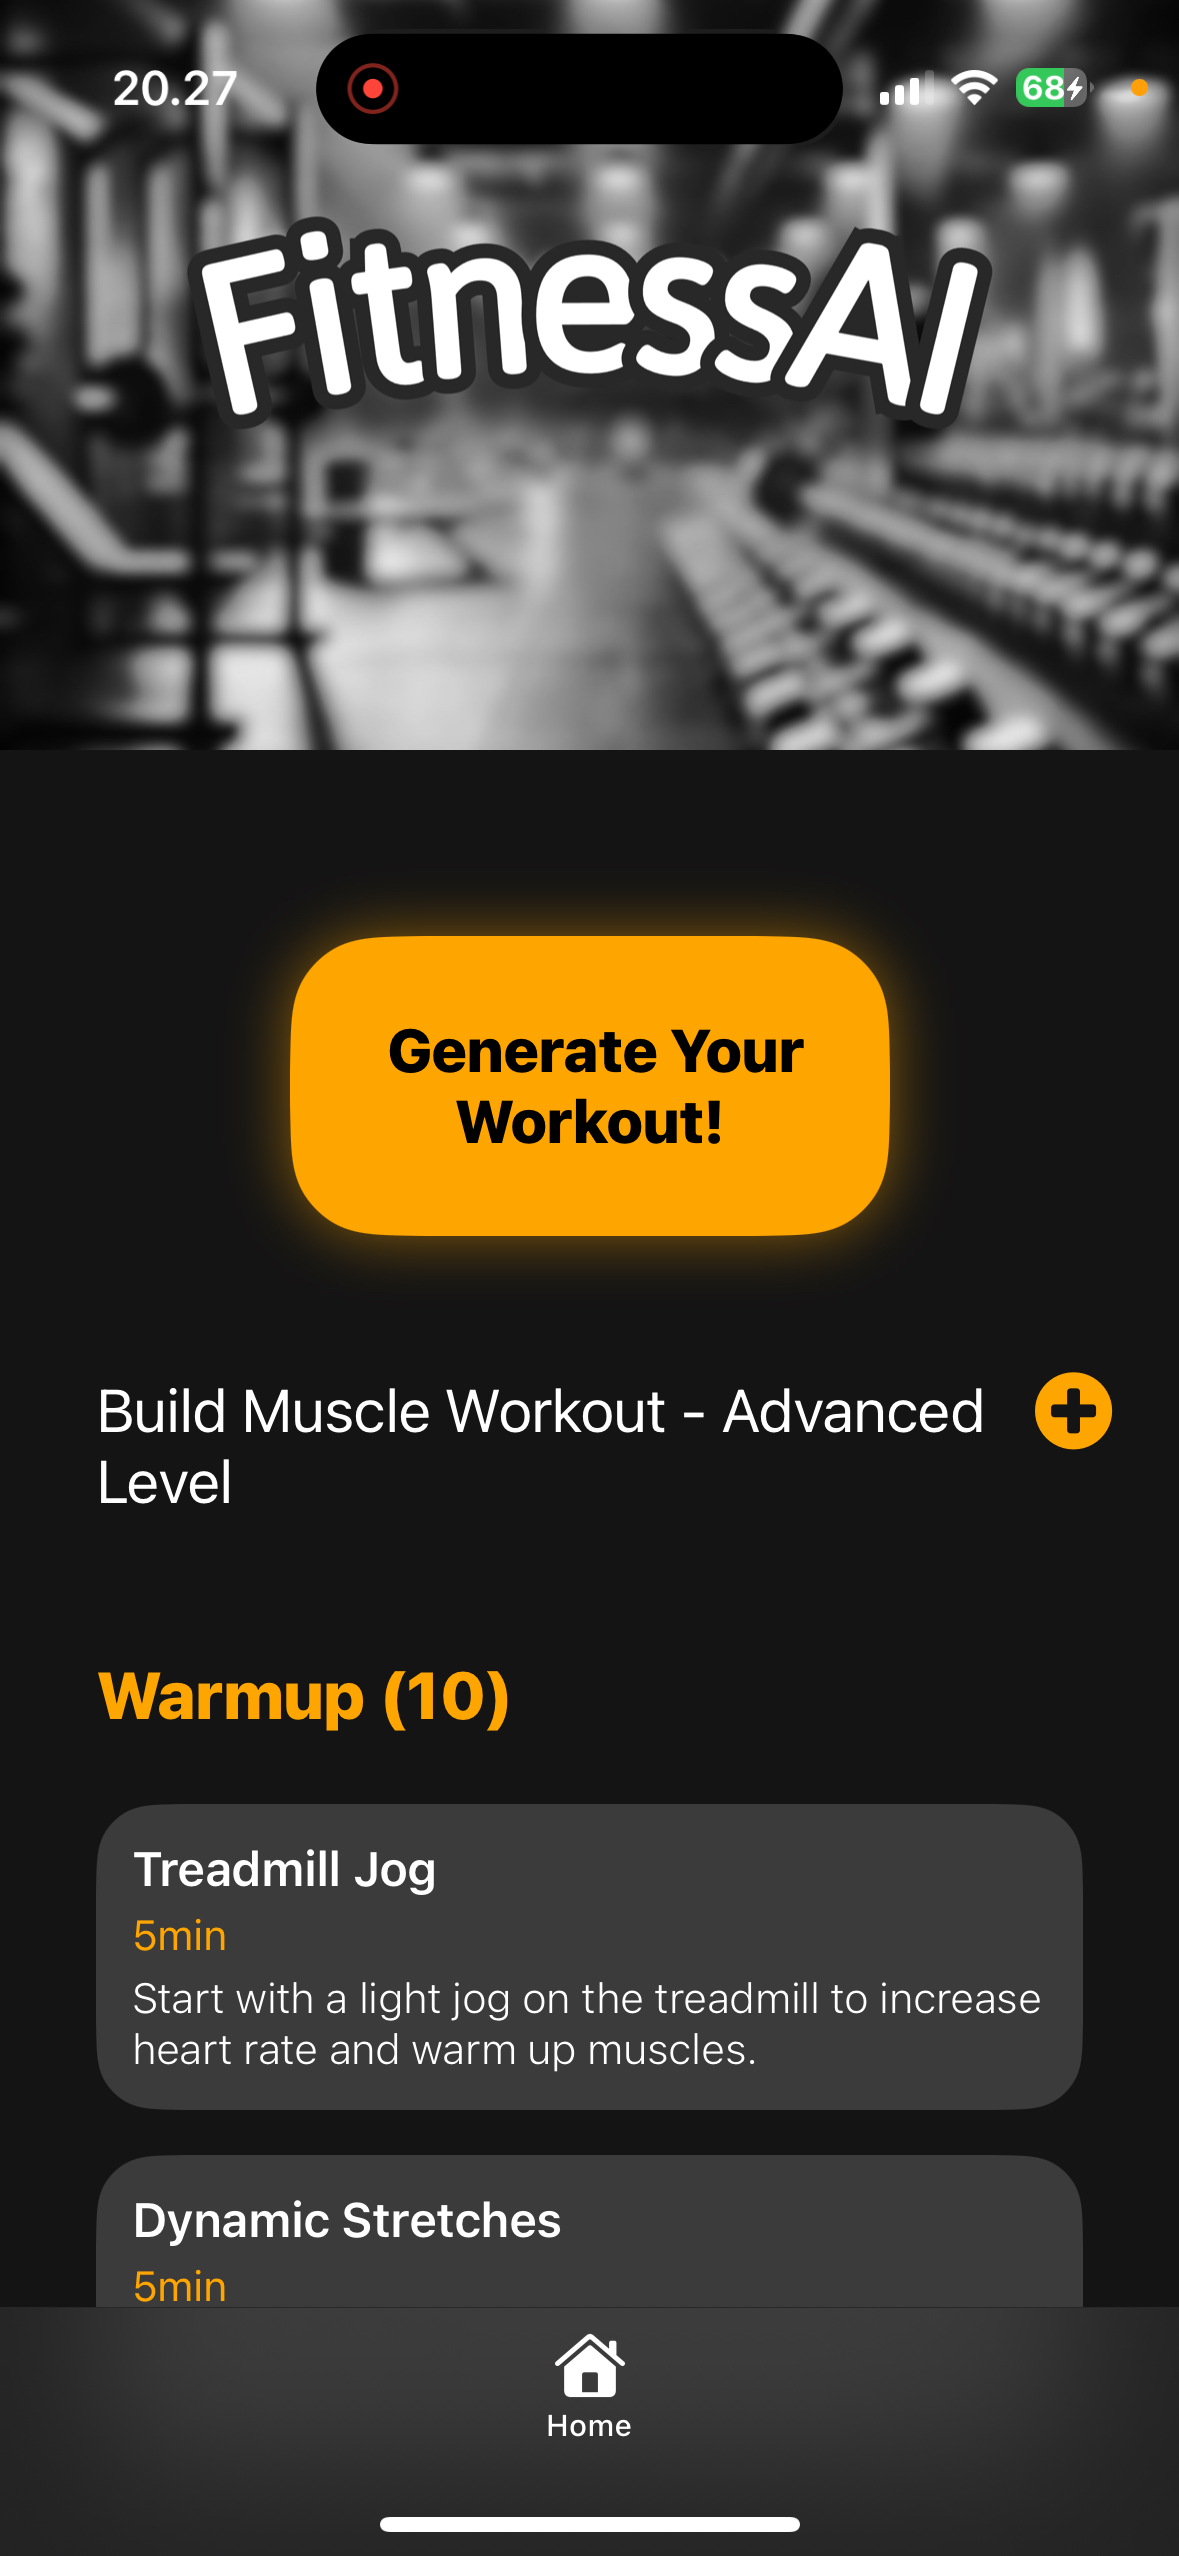 20.27
68
FitnessAI
Generate Your
Workout!
Build Muscle Workout - Advanced
Level
Warmup (10)
Treadmill Jog
5min
Start with a light jog on the treadmill to increase
heart rate and warm up muscles.
Dynamic Stretches
5min
Home